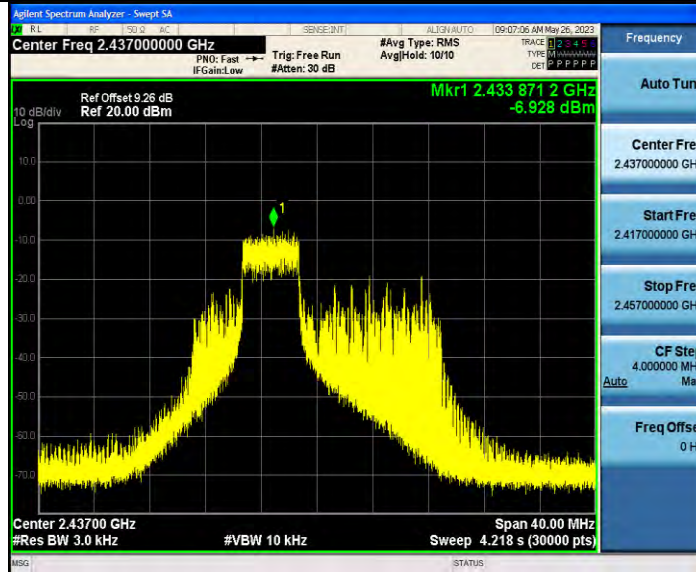 Agilent Spectrum Analyzer - Swept SA
RL RF 50 Ω AC SENSE:INT ALIGN AUTO 09:07:06 AM May 26, 2023
Center Freq 2.437000000 GHz
PNO: Fast
IFGain:Low
Trig: Free Run
#Atten: 30 dB
#Avg Type: RMS
Avg|Hold: 10/10
TRACE 1 2 3 4 5 6
TYPE M
DET P P P P P P
Ref Offset 9.26 dB
Ref 20.00 dBm
10 dB/div
Log
Mkr1 2.433 871 2 GHz
-6.928 dBm
10.0
0.00
-10.0
-20.0
-30.0
-40.0
-50.0
-60.0
-70.0
1
Center 2.43700 GHz
Span 40.00 MHz
#Res BW 3.0 kHz
#VBW 10 kHz
Sweep 4.218 s (30000 pts)
MSG
STATUS
Frequency
Auto Tun
Center Fre
2.437000000 GH
Start Fre
2.417000000 GH
Stop Fre
2.457000000 GH
CF Ste
4.000000 MH
Auto Ma
Freq Offse
0 H